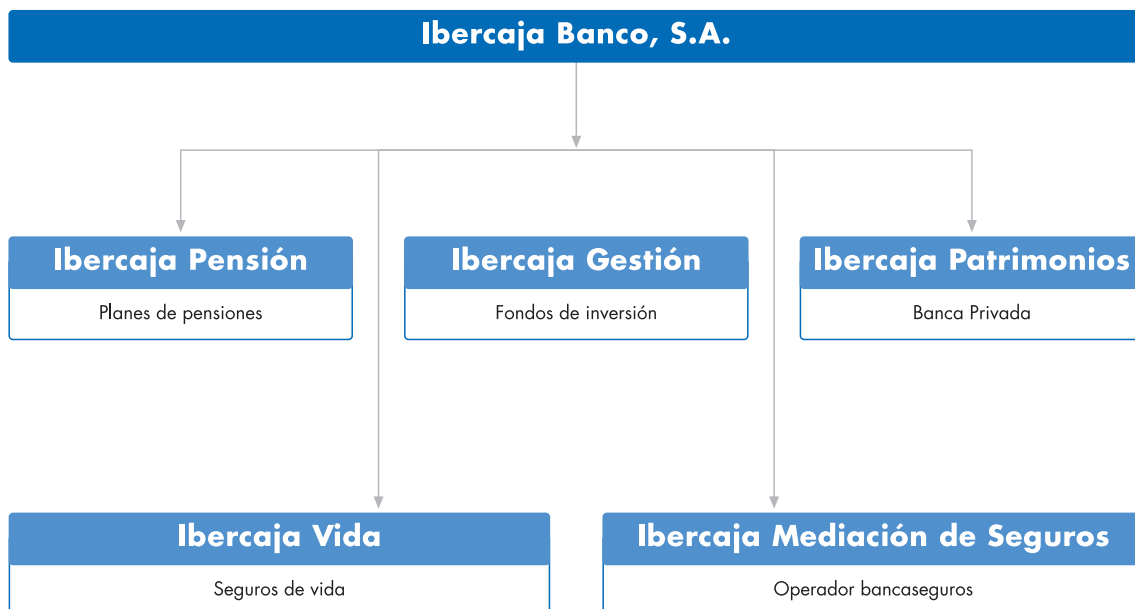 Ibercaja Banco, S.A.
Ibercaja Pensión
Planes de pensiones
Ibercaja Gestión
Fondos de inversión
Ibercaja Patrimonios
Banca Privada
Ibercaja Vida
Seguros de vida
Ibercaja Mediación de Seguros
Operador bancaseguros